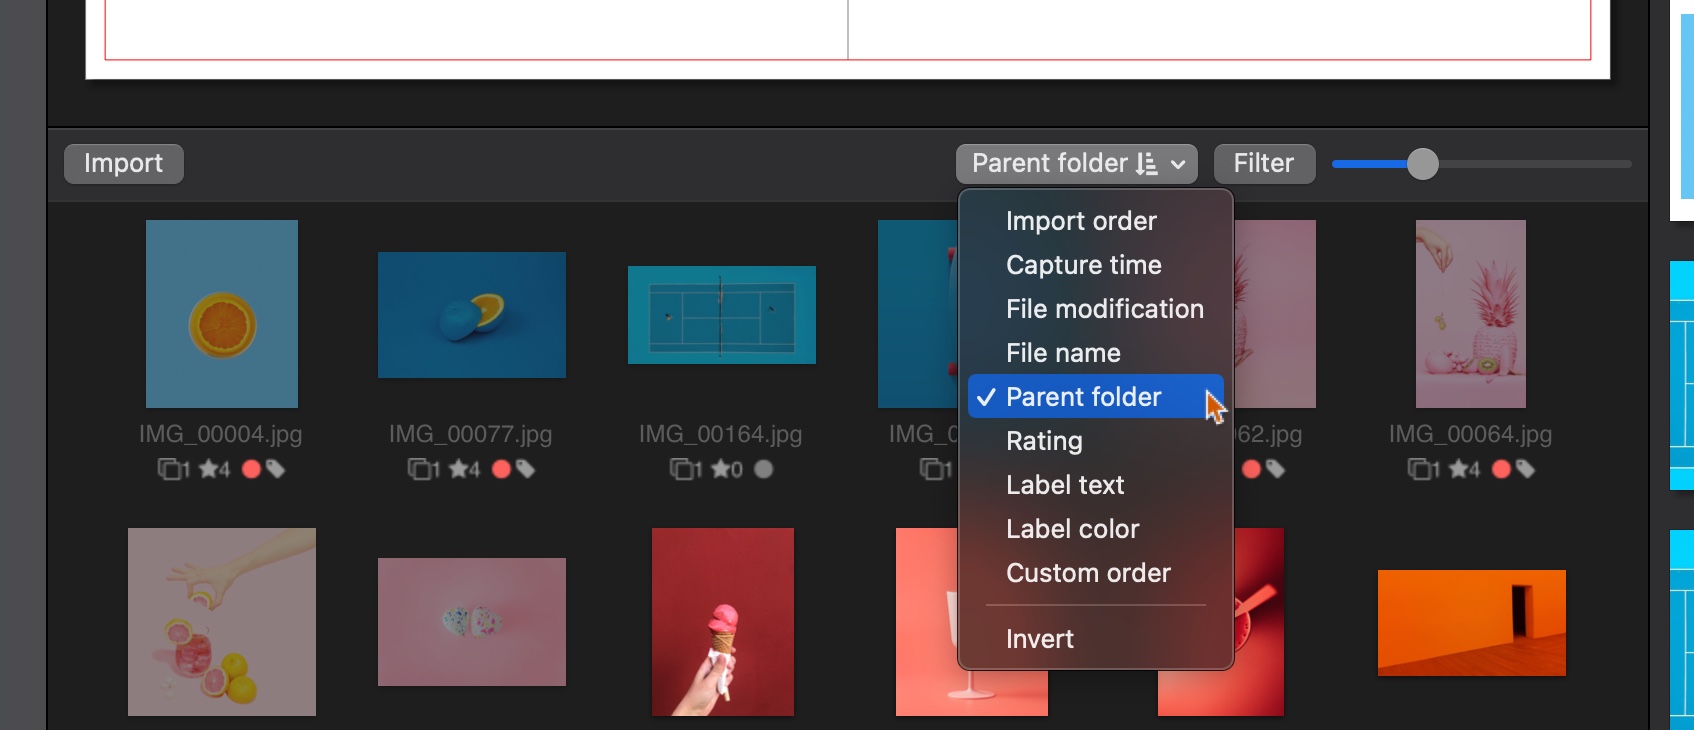 Import
Parent folder
Filter
Import order
Capture time
File modification
File name
Parent folder
Rating
Label text
Label color
Custom order
Invert
IMG_00004.jpg
IMG_00077.jpg
IMG_00164.jpg
IMG_0
62.jpg
IMG_00064.jpg
1 4
1 4
1 0
1
1 4